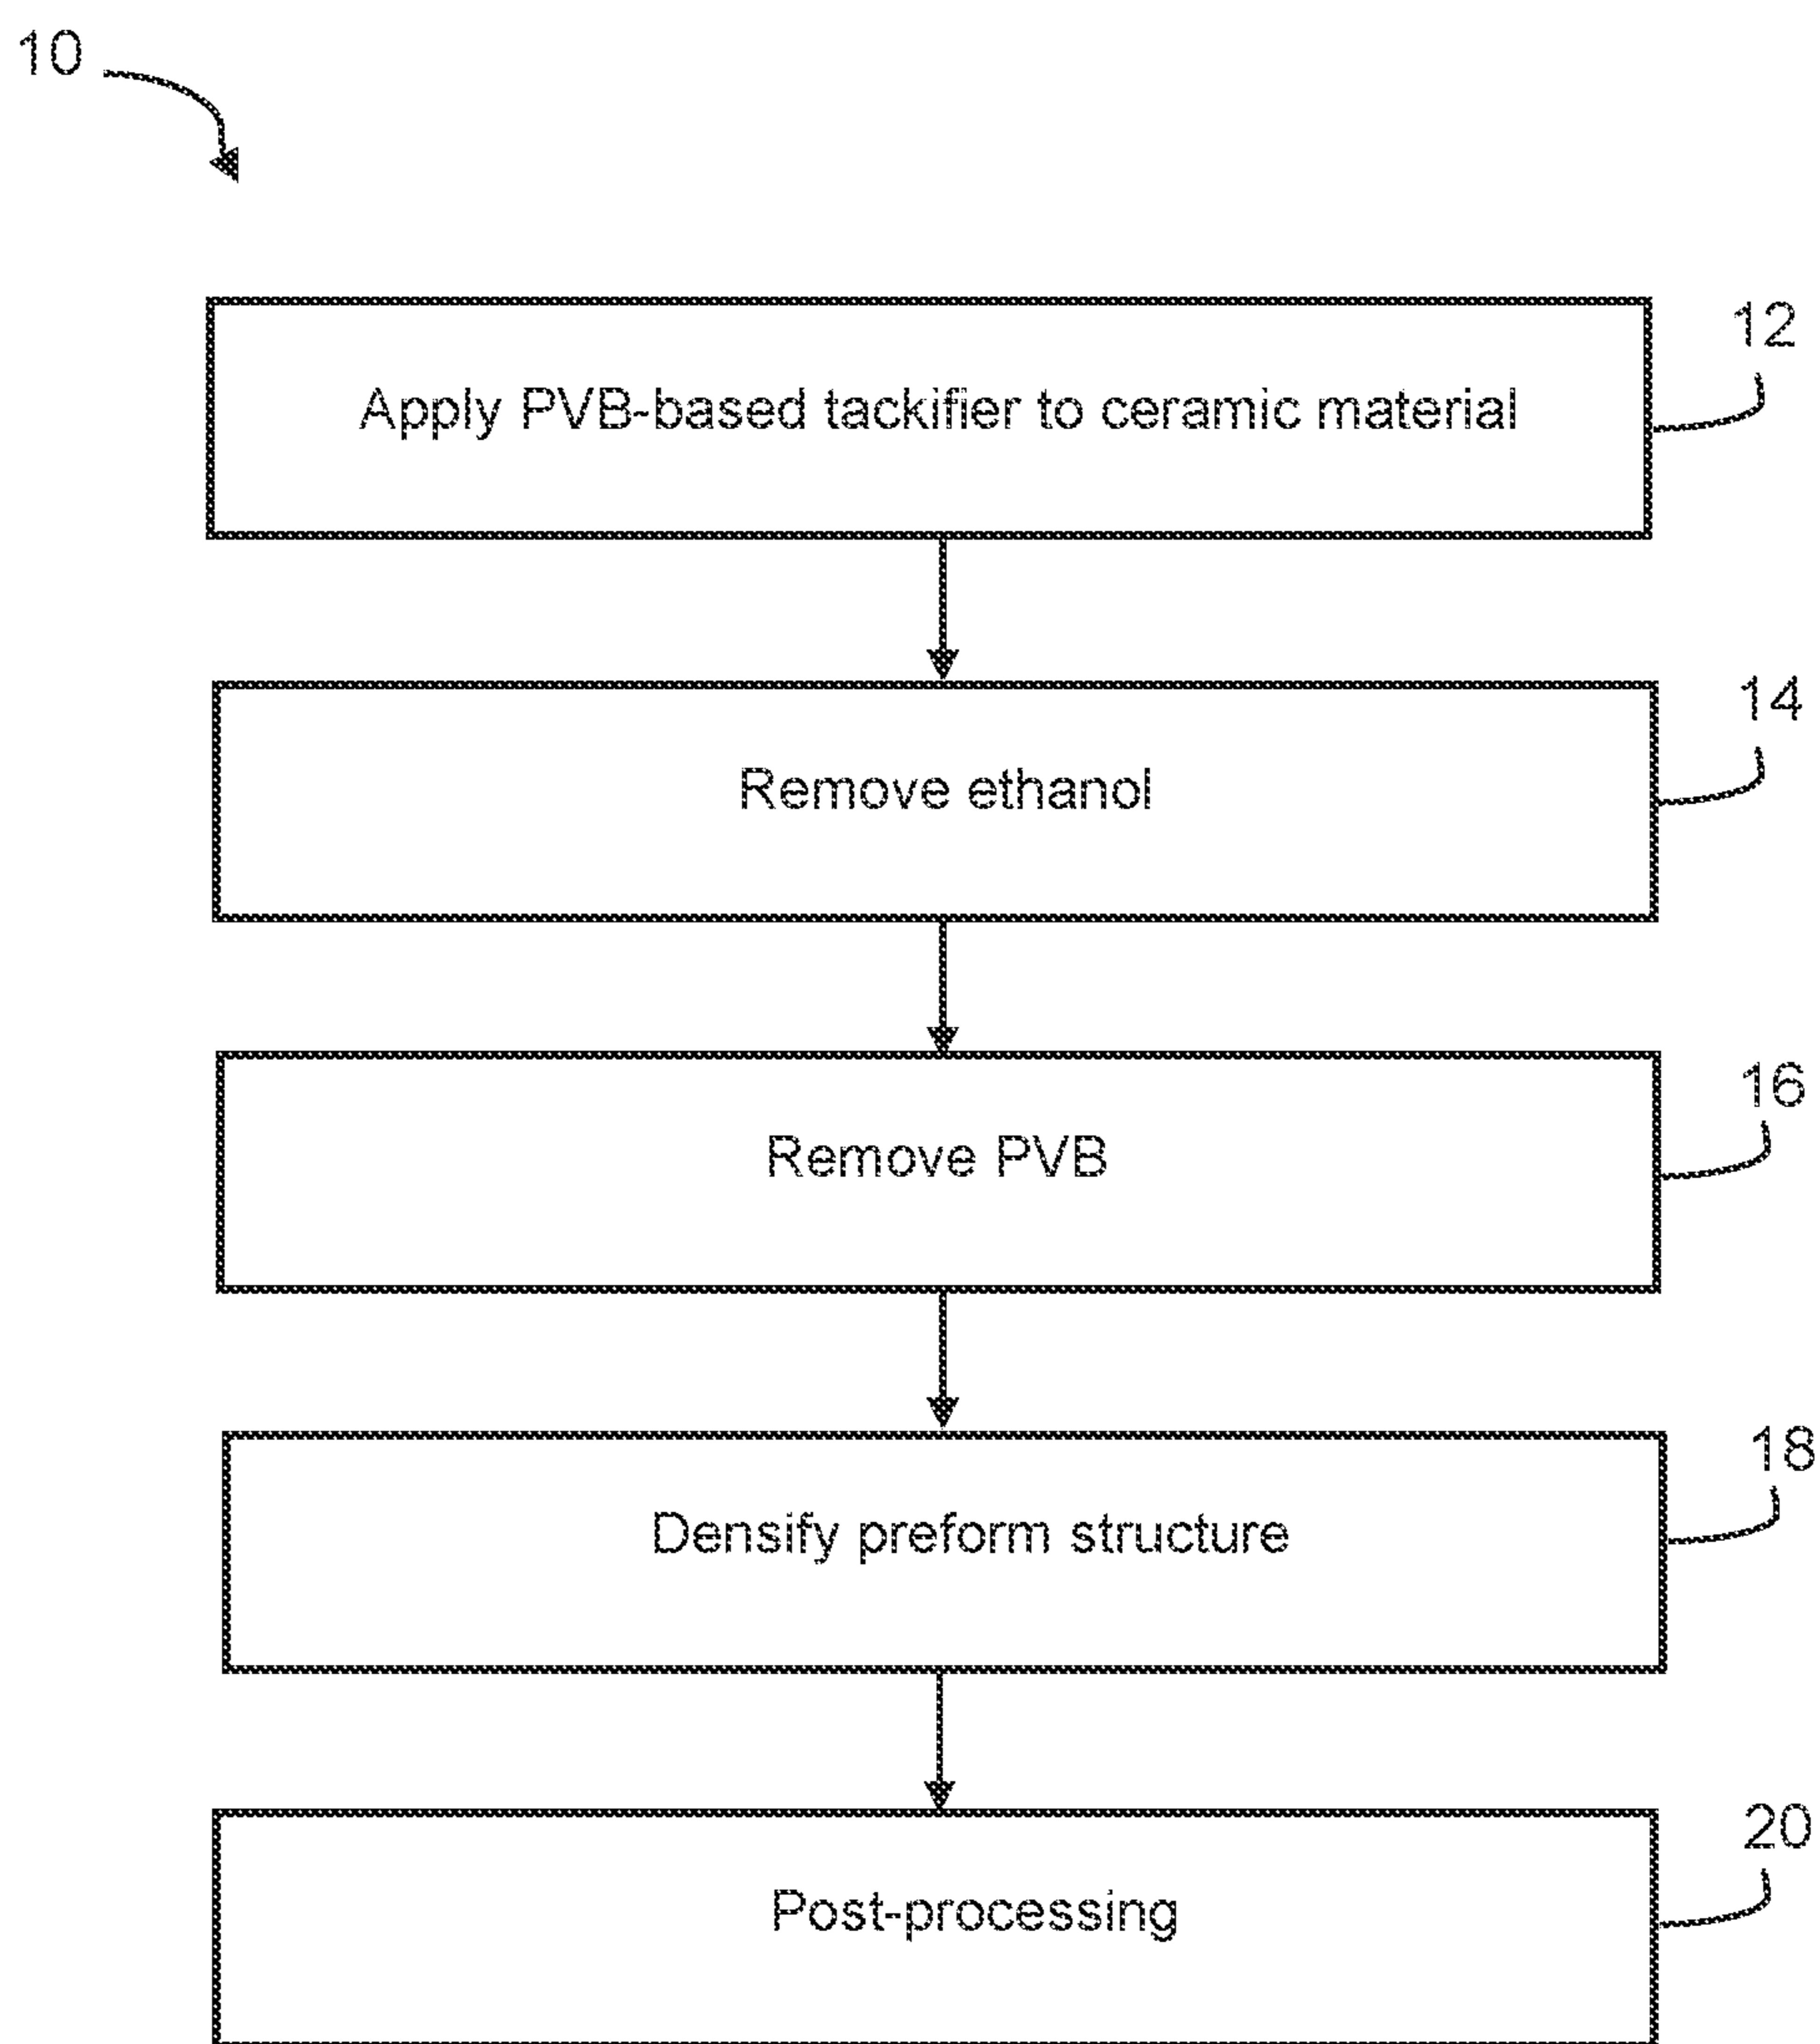 10
12
Apply PVB-based tackifier to ceramic material
14
Remove ethanol
16
Remove PVB
18
Densify preform structure
20
Post-processing